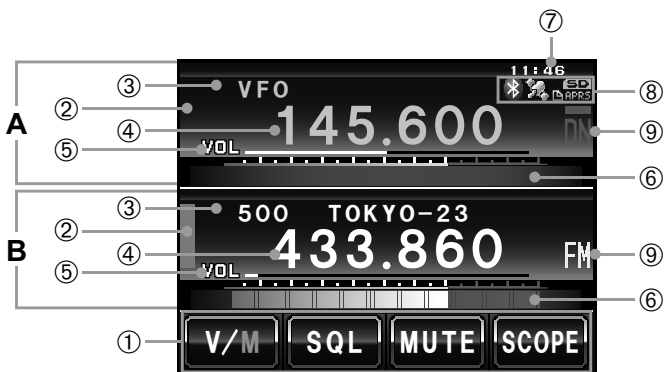 ⑦
11:46
③ VFO
SD
② ⑧
APRS
A ④ 145.600 DN ⑨
⑤ VOL
⑥
③ 500 TOKYO-23
②
B ④ 433.860 FM ⑨
⑤ VOL
⑥
① V/M SQL MUTE SCOPE